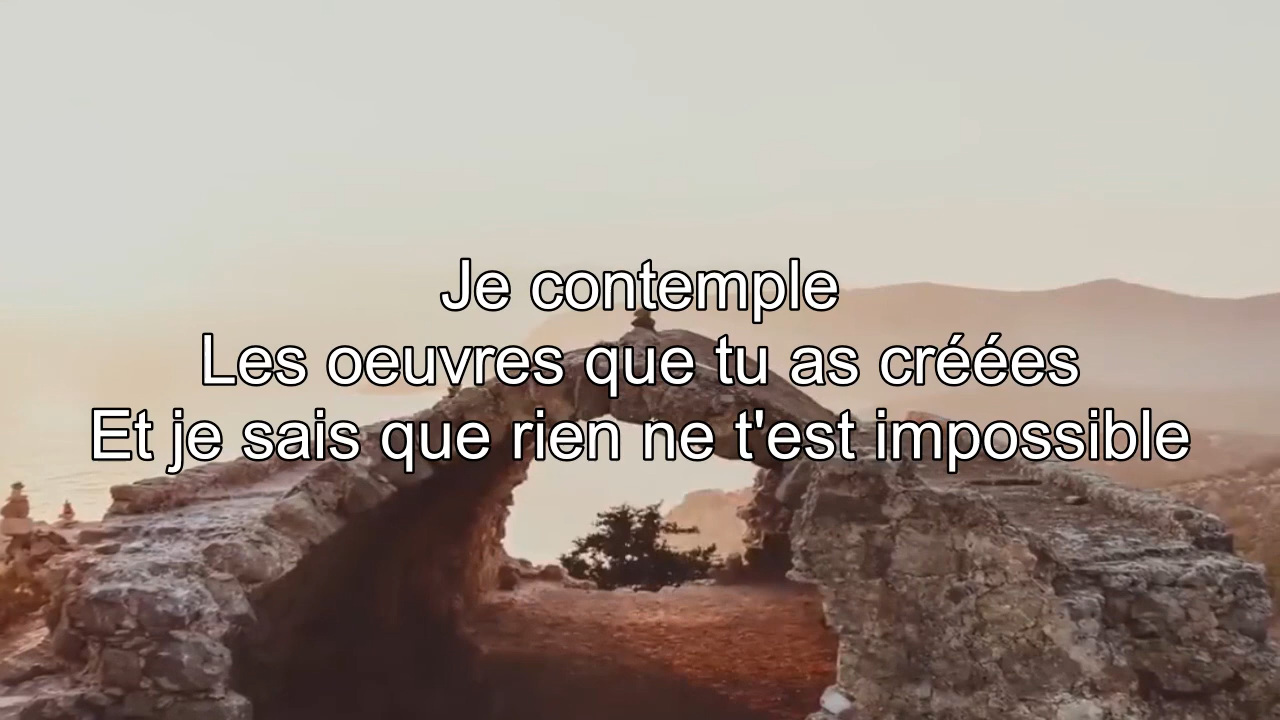 Je contemple
Les oeuvres que tu as créées
Et je sais que rien ne t'est impossible